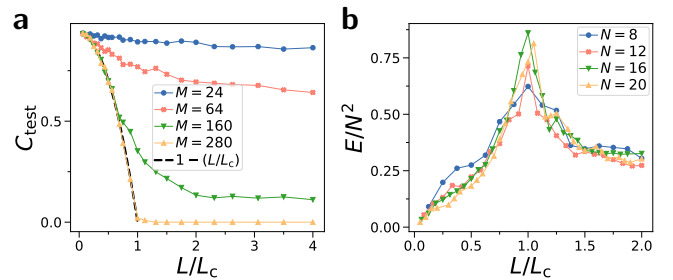 a
C_test
0.5
0.0
0
1
2
3
4
L/L_c
M = 24
M = 64
M = 160
M = 280
1 − (L/L_c)
b
E/N²
0.75
0.50
0.25
0.00
0.0
0.5
1.0
1.5
2.0
L/L_c
N = 8
N = 12
N = 16
N = 20